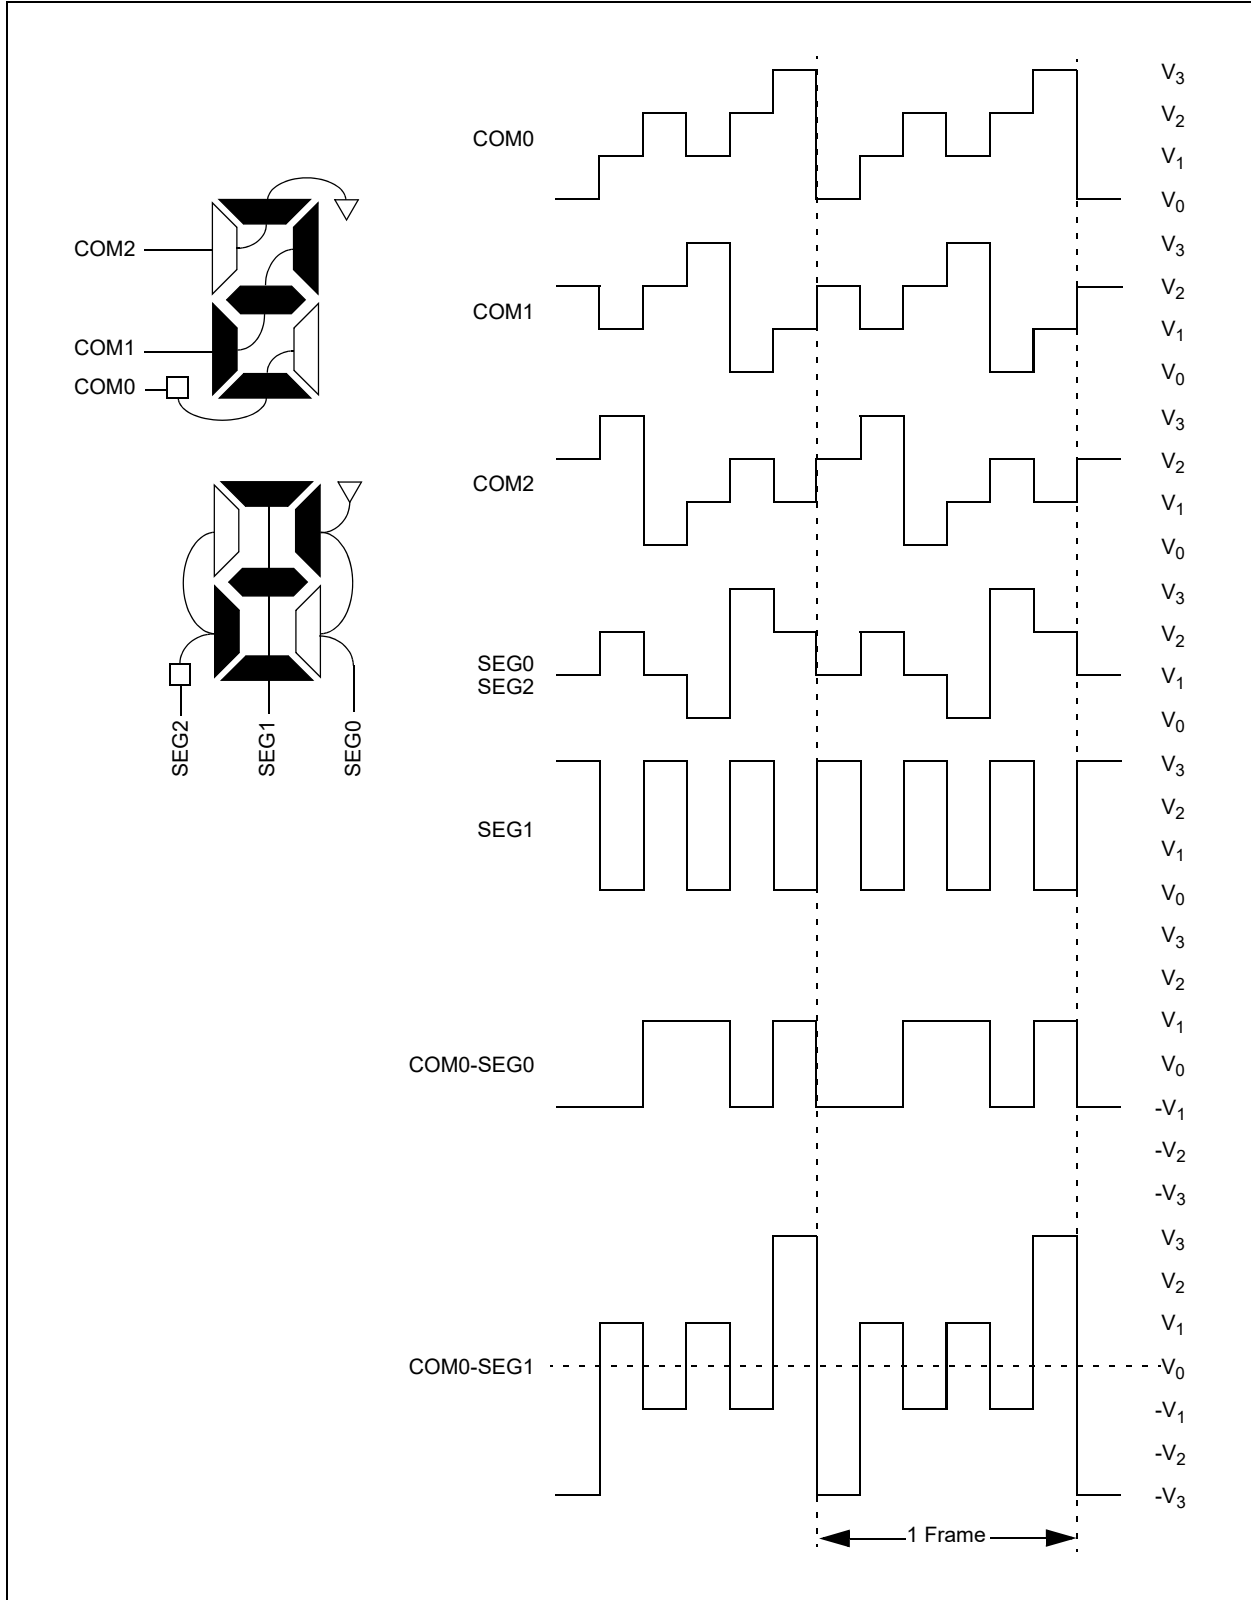 V3
V2
COM0
V1
V0
COM2
V3
V2
COM1
V1
COM1
V0
COM0
V3
V2
COM2
V1
V0
V3
V2
SEG0
SEG2
V1
V0
SEG2
SEG1
SEG0
V3
V2
SEG1
V1
V0
V3
V2
V1
COM0-SEG0
V0
-V1
-V2
-V3
V3
V2
V1
COM0-SEG1
V0
-V1
-V2
-V3
1 Frame